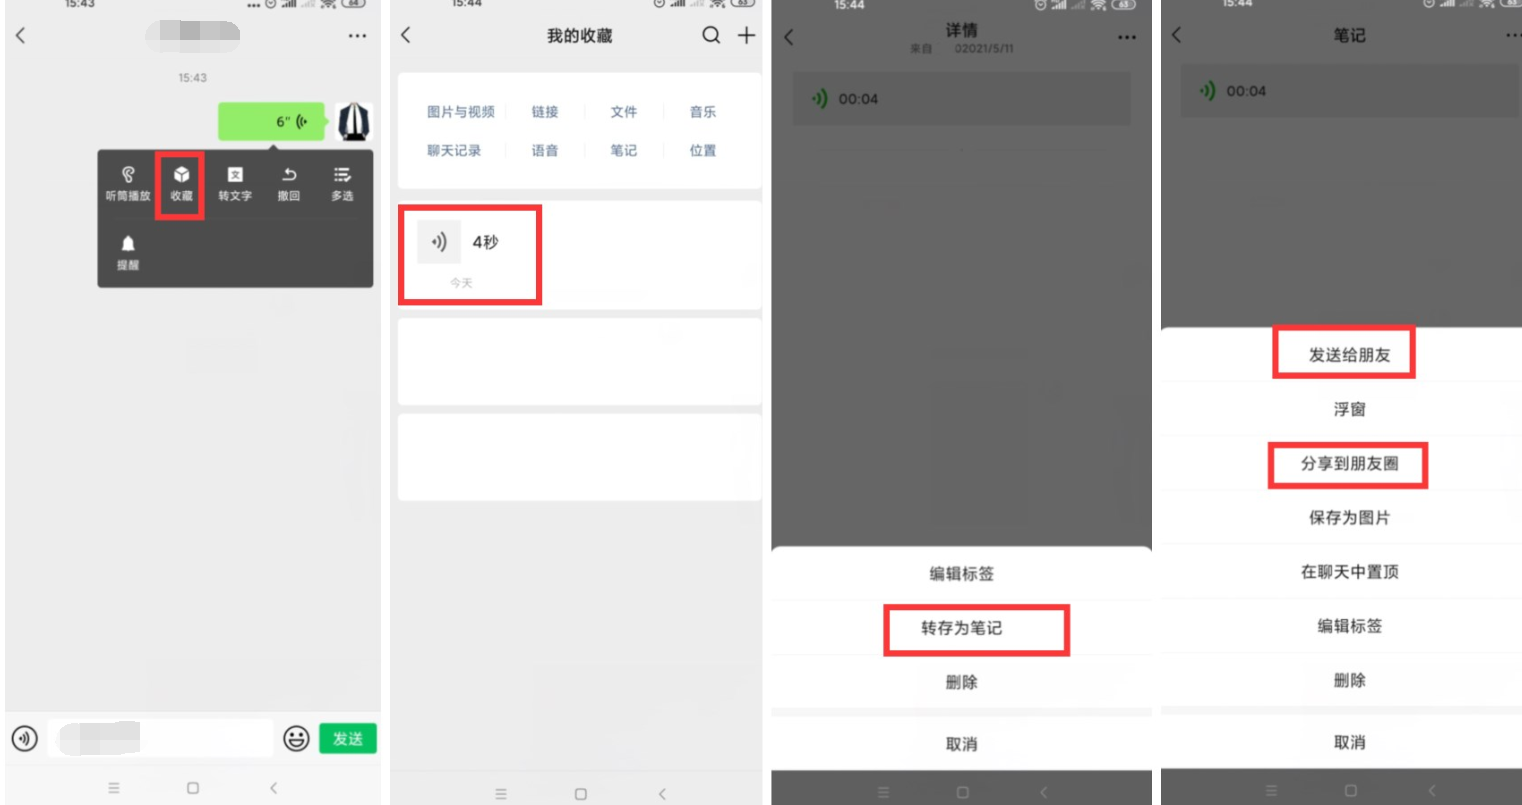 15:43
64
15:43
6"
听筒播放
收藏
转文字
撤回
多选
提醒
发送
15:44
63
我的收藏
图片与视频
链接
文件
音乐
聊天记录
语音
笔记
位置
4秒
今天
15:44
63
详情
来自 02021/5/11
00:04
编辑标签
转存为笔记
删除
取消
15:44
63
笔记
00:04
发送给朋友
浮窗
分享到朋友圈
保存为图片
在聊天中置顶
编辑标签
删除
取消